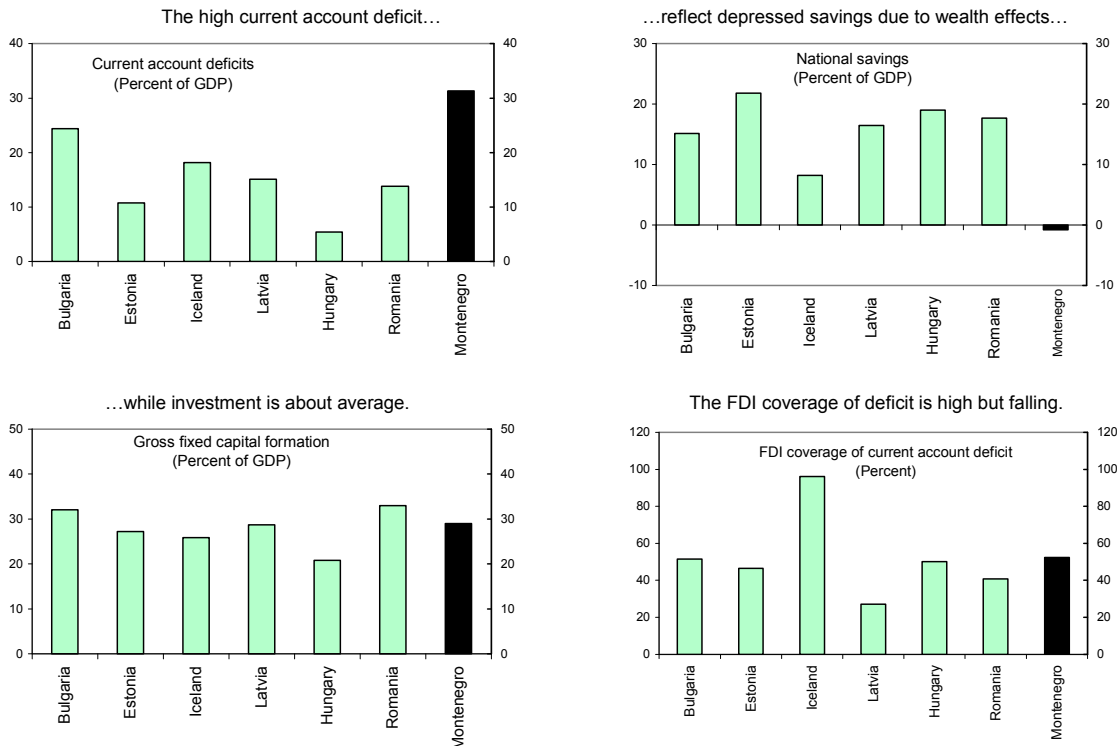 The high current account deficit…
40
30
20
10
0
40
30
20
10
0
Current account deficits
(Percent of GDP)
Bulgaria
Estonia
Iceland
Latvia
Hungary
Romania
Montenegro
…reflect depressed savings due to wealth effects…
30
20
10
0
-10
30
20
10
0
-10
National savings
(Percent of GDP)
Bulgaria
Estonia
Iceland
Latvia
Hungary
Romania
Montenegro
…while investment is about average.
50
40
30
20
10
0
50
40
30
20
10
0
Gross fixed capital formation
(Percent of GDP)
Bulgaria
Estonia
Iceland
Latvia
Hungary
Romania
Montenegro
The FDI coverage of deficit is high but falling.
120
100
80
60
40
20
0
120
100
80
60
40
20
0
FDI coverage of current account deficit
(Percent)
Bulgaria
Estonia
Iceland
Latvia
Hungary
Romania
Montenegro